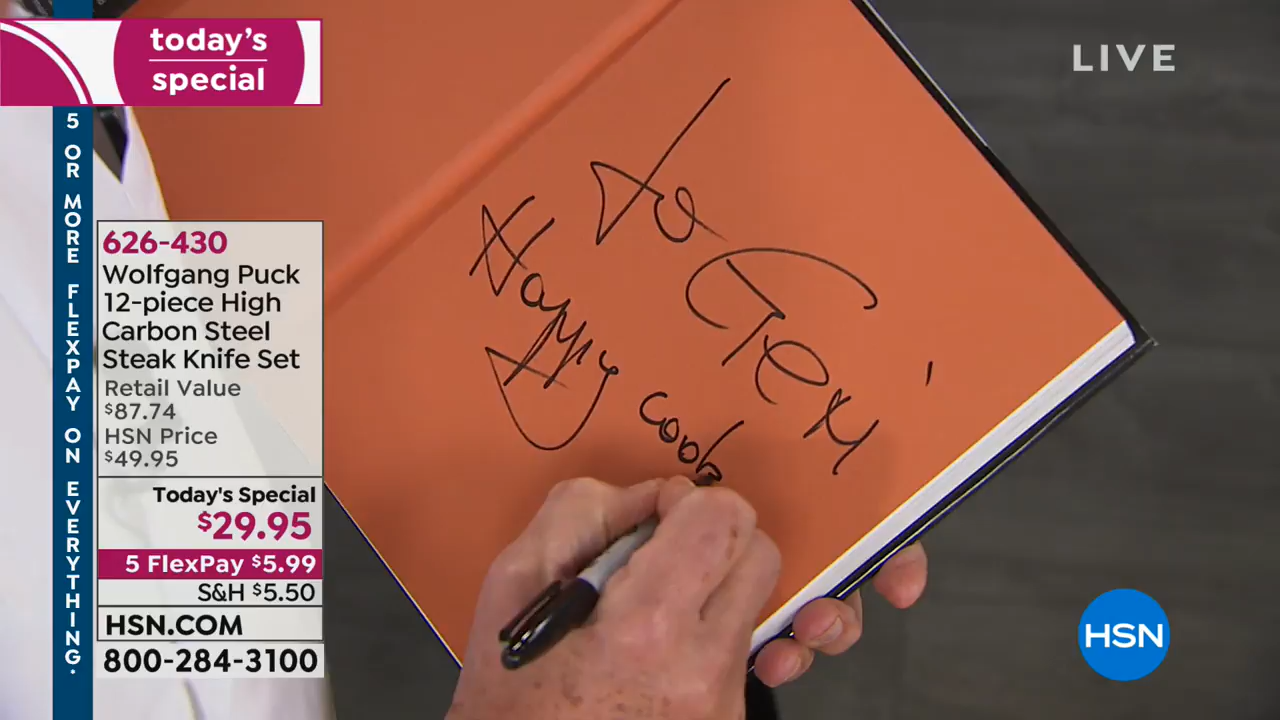 today's
special
LIVE
5 OR MORE FLEXPAY ON EVERYTHING.
626-430
Wolfgang Puck
12-piece High
Carbon Steel
Steak Knife Set
Retail Value
$87.74
HSN Price
$49.95
Today's Special
$29.95
5 FlexPay $5.99
S&H $5.50
HSN.COM
800-284-3100
To
Happy cook
HSN